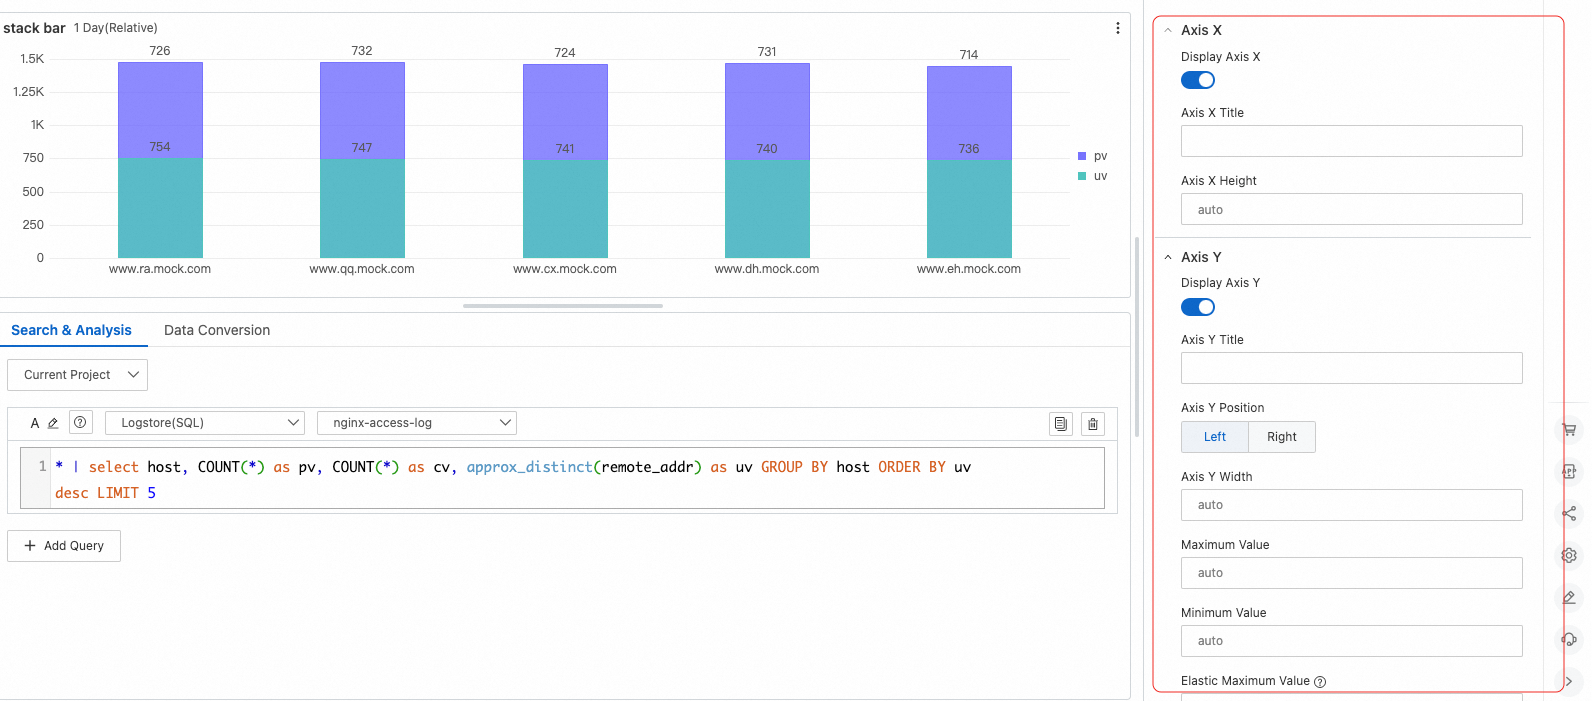 stack bar 1 Day(Relative)
726 732 724 731 714
1.5K
1.25K
1K
750
500
250
0
754 747 741 740 736
pv
uv
www.ra.mock.com www.qq.mock.com www.cx.mock.com www.dh.mock.com www.eh.mock.com
Search & Analysis Data Conversion
Current Project
A Logstore(SQL) nginx-access-log
1 * | select host, COUNT(*) as pv, COUNT(*) as cv, approx_distinct(remote_addr) as uv GROUP BY host ORDER BY uv
desc LIMIT 5
+ Add Query
Axis X
Display Axis X
Axis X Title
Axis X Height
auto
Axis Y
Display Axis Y
Axis Y Title
Axis Y Position
Left Right
Axis Y Width
auto
Maximum Value
auto
Minimum Value
auto
Elastic Maximum Value ?
APP